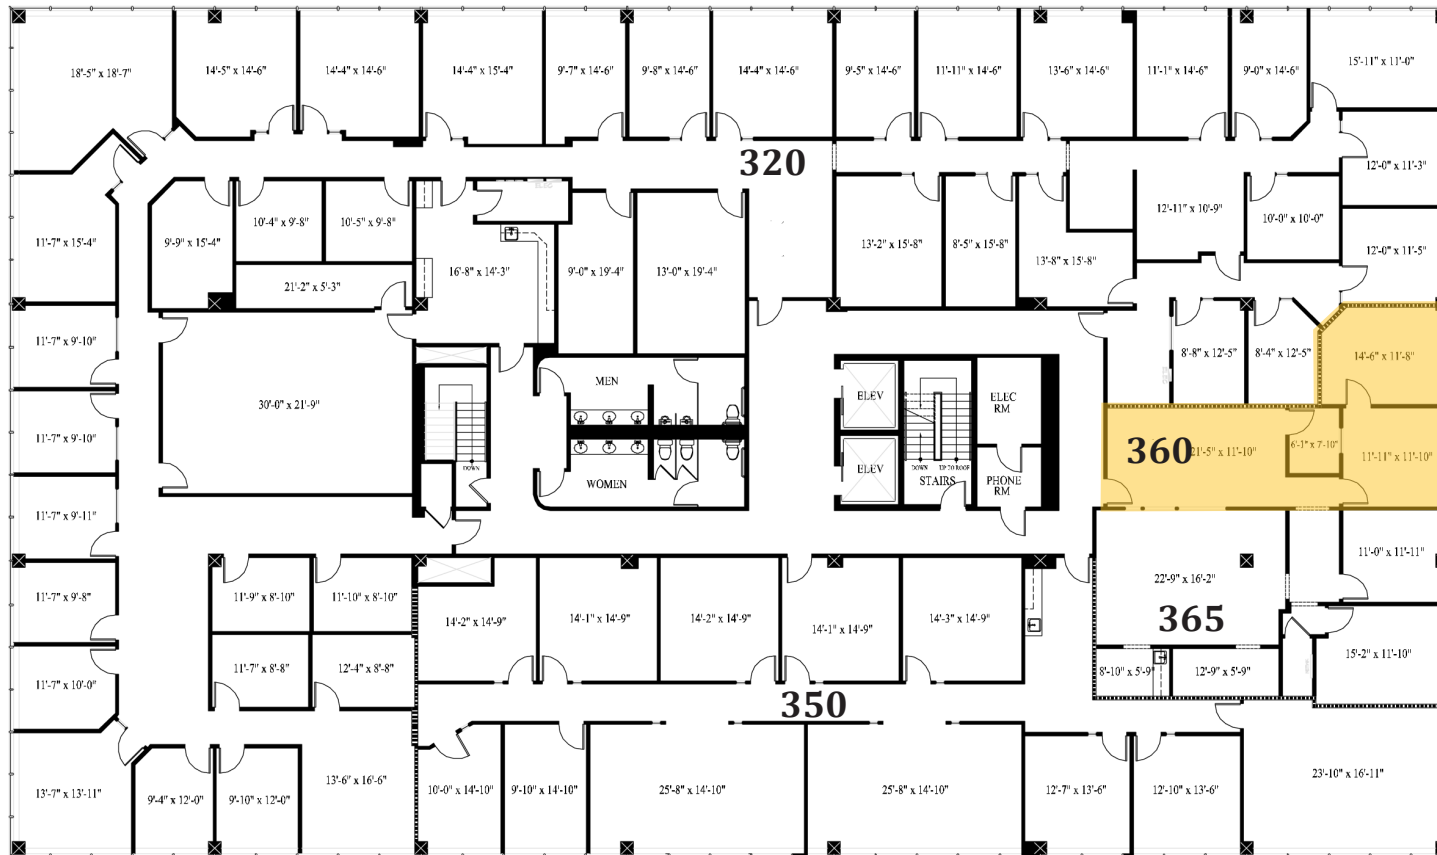 18'-5" x 18'-7"
14'-5" x 14'-6"
14'-4" x 14'-6"
14'-4" x 15'-4"
9'-7" x 14'-6"
9'-8" x 14'-6"
14'-4" x 14'-6"
9'-5" x 14'-6"
11'-11" x 14'-6"
13'-6" x 14'-6"
11'-1" x 14'-6"
9'-0" x 14'-6"
15'-11" x 11'-0"
320
12'-0" x 11'-3"
11'-7" x 15'-4"
9'-9" x 15'-4"
10'-4" x 9'-8"
10'-5" x 9'-8"
16'-8" x 14'-3"
9'-0" x 19'-4"
13'-0" x 19'-4"
13'-2" x 15'-8"
8'-5" x 15'-8"
13'-8" x 15'-8"
12'-11" x 10'-9"
10'-0" x 10'-0"
12'-0" x 11'-5"
21'-2" x 5'-3"
11'-7" x 9'-10"
8'-8" x 12'-5"
8'-4" x 12'-5"
14'-6" x 11'-8"
30'-0" x 21'-9"
MEN
ELEV
ELEC
RM
11'-7" x 9'-10"
360
21'-5" x 11'-10"
6'-1" x 7'-10"
11'-11" x 11'-10"
DOWN
WOMEN
ELEV
DOWN
UP TO ROOF
STAIRS
PHONE
RM
11'-7" x 9'-11"
11'-0" x 11'-11"
22'-9" x 16'-2"
365
11'-7" x 9'-8"
11'-9" x 8'-10"
11'-10" x 8'-10"
14'-2" x 14'-9"
14'-1" x 14'-9"
14'-2" x 14'-9"
14'-1" x 14'-9"
14'-3" x 14'-9"
15'-2" x 11'-10"
11'-7" x 8'-8"
12'-4" x 8'-8"
8'-10" x 5'-9"
12'-9" x 5'-9"
11'-7" x 10'-0"
350
13'-7" x 13'-11"
9'-4" x 12'-0"
9'-10" x 12'-0"
13'-6" x 16'-6"
10'-0" x 14'-10"
9'-10" x 14'-10"
25'-8" x 14'-10"
25'-8" x 14'-10"
12'-7" x 13'-6"
12'-10" x 13'-6"
23'-10" x 16'-11"